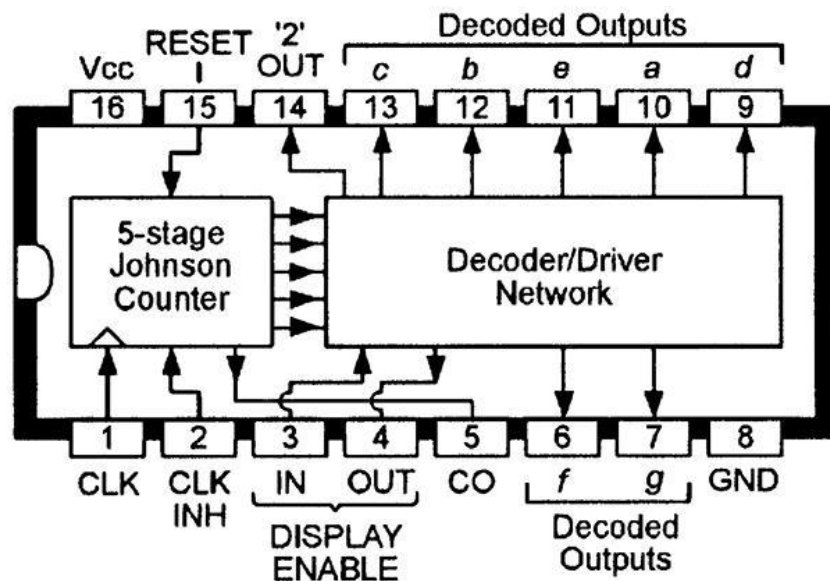 Decoded Outputs
RESET '2'
Vcc OUT c b e a d
16 15 14 13 12 11 10 9
5-stage
Johnson
Counter
Decoder/Driver
Network
1 2 3 4 5 6 7 8
CLK CLK IN OUT CO f g GND
INH
DISPLAY
ENABLE
Decoded
Outputs